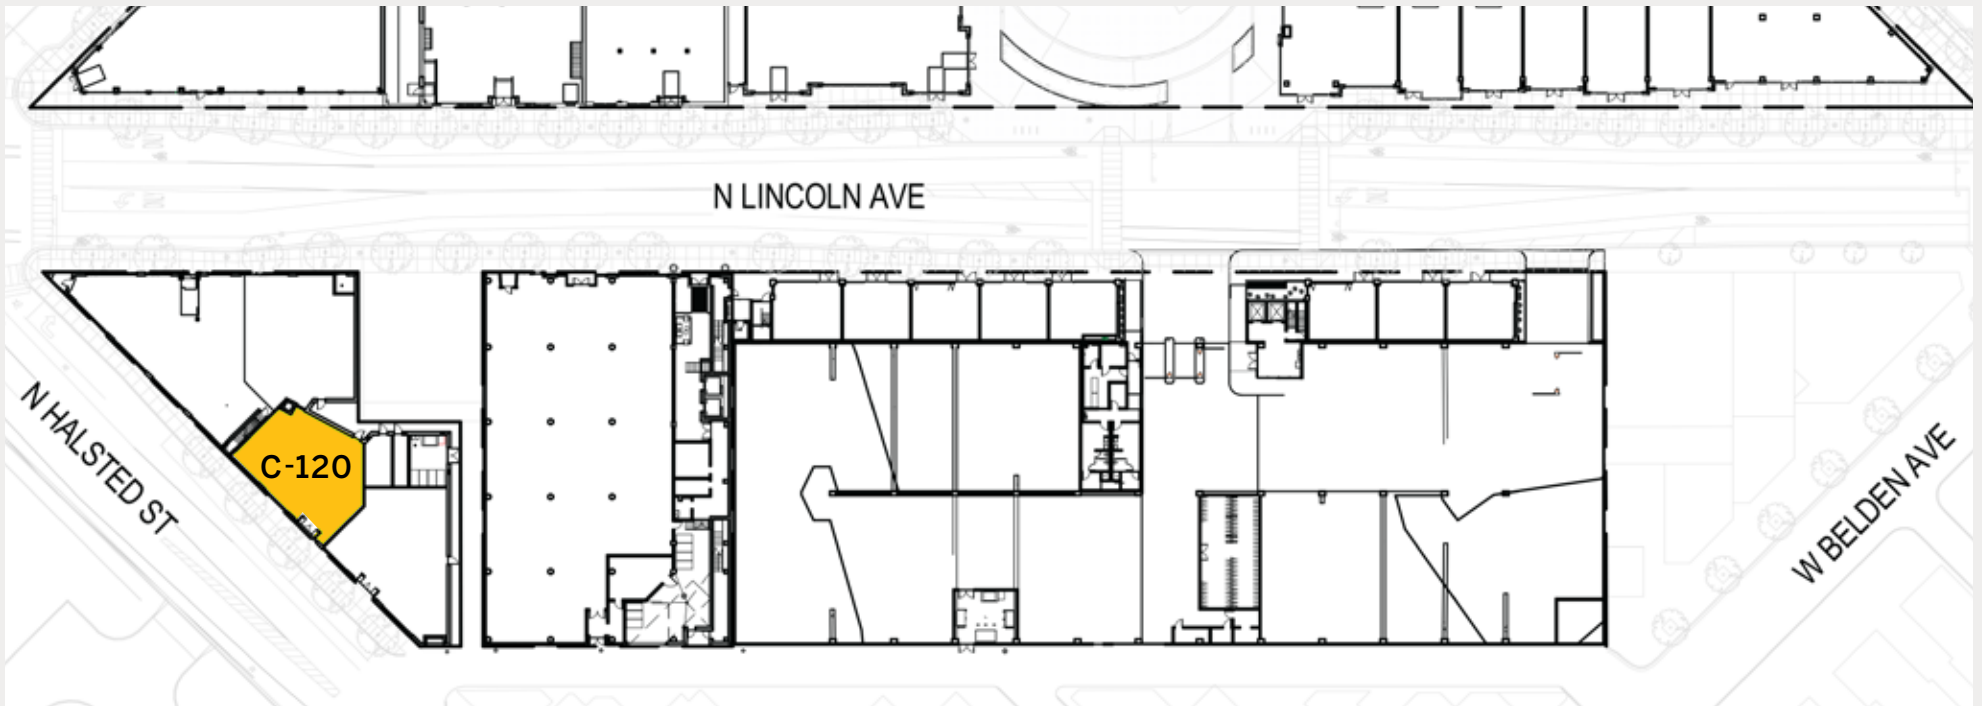 N LINCOLN AVE
N HALSTED ST
C-120
W BELDEN AVE